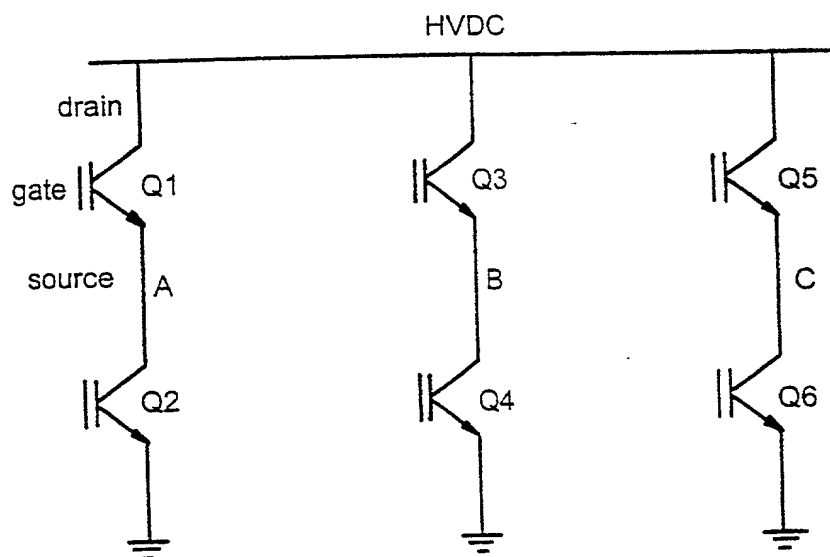 HVDC
drain
gate Q1 Q3 Q5
source A B C
Q2 Q4 Q6